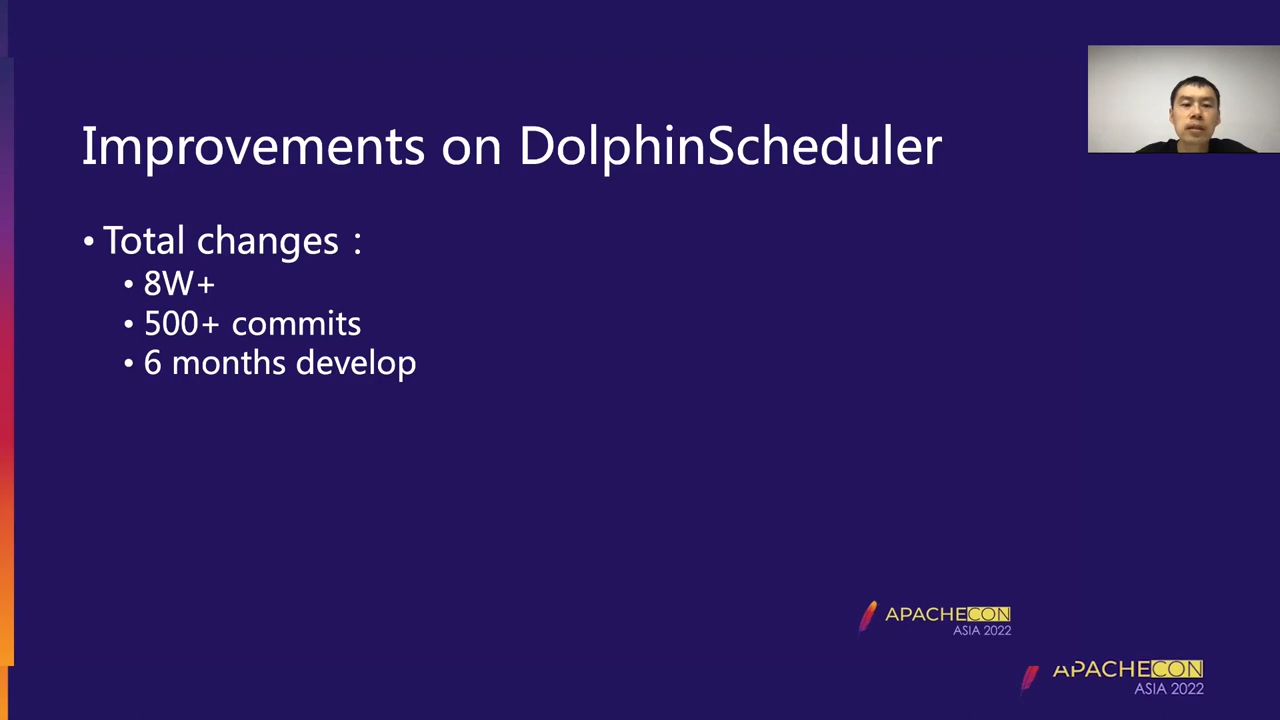 Improvements on DolphinScheduler
• Total changes：
• 8W+
• 500+ commits
• 6 months develop
APACHECON
ASIA 2022
APACHECON
ASIA 2022